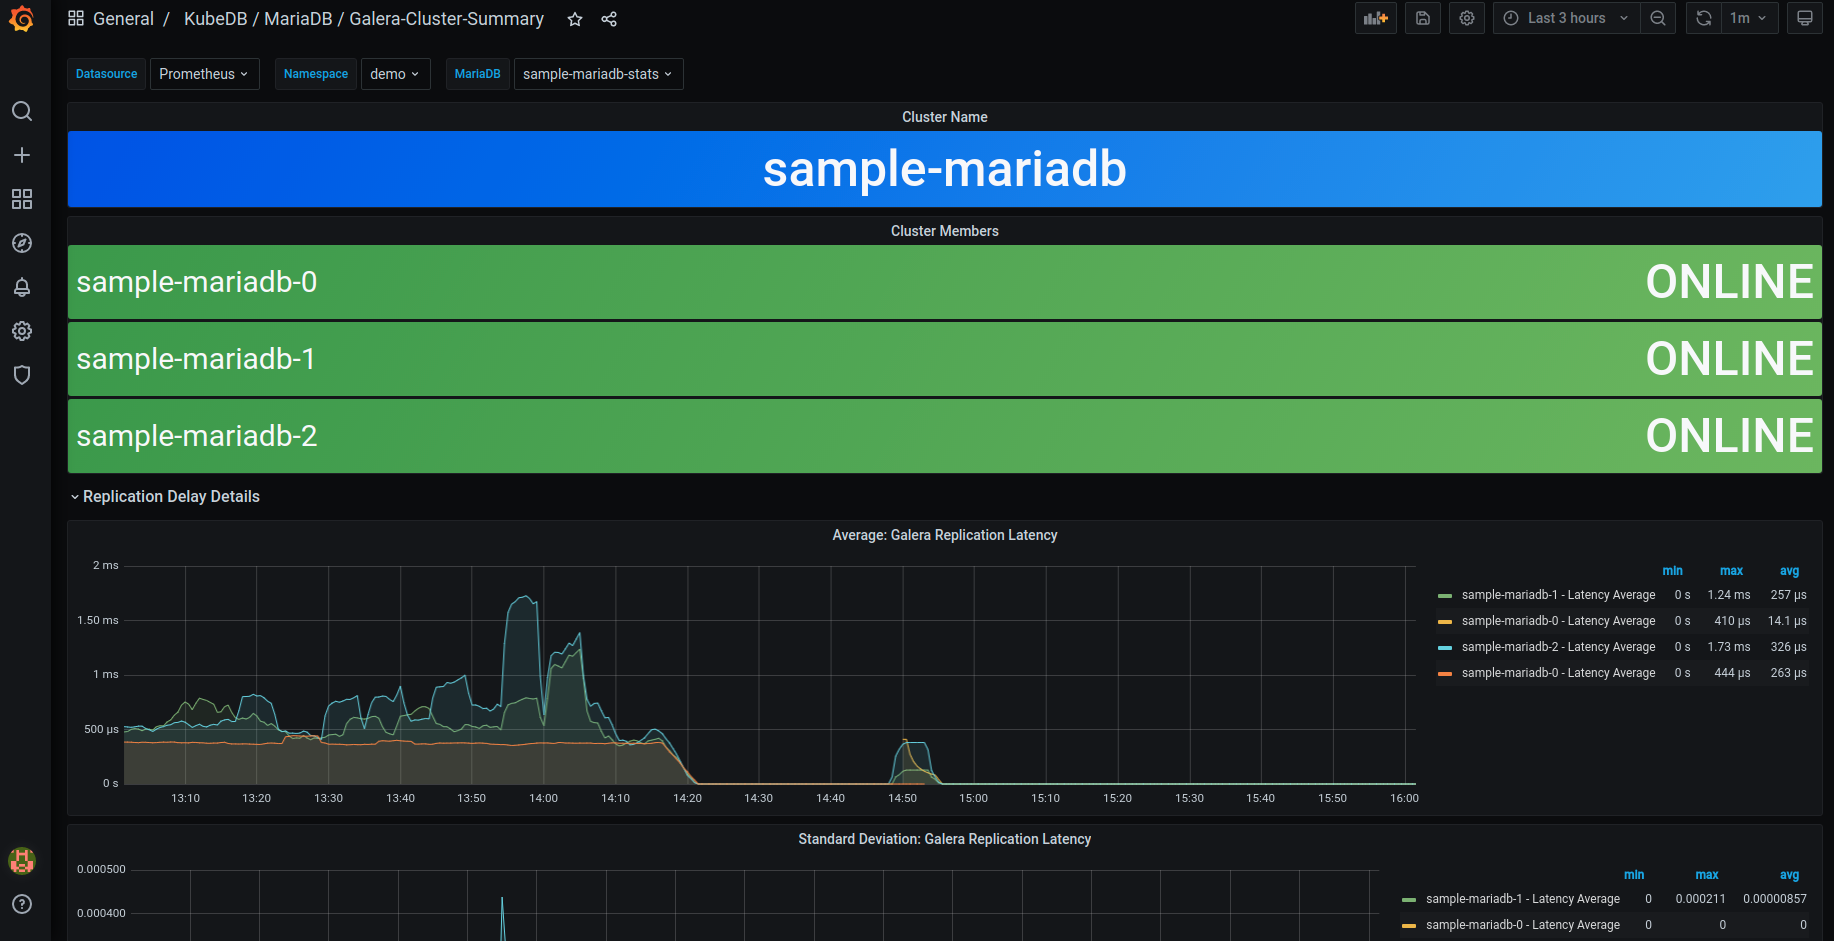 General / KubeDB / MariaDB / Galera-Cluster-Summary
Last 3 hours
1m
Datasource Prometheus Namespace demo MariaDB sample-mariadb-stats
Cluster Name
sample-mariadb
Cluster Members
sample-mariadb-0 ONLINE
sample-mariadb-1 ONLINE
sample-mariadb-2 ONLINE
Replication Delay Details
Average: Galera Replication Latency
2 ms
1.50 ms
1 ms
500 µs
0 s
13:10 13:20 13:30 13:40 13:50 14:00 14:10 14:20 14:30 14:40 14:50 15:00 15:10 15:20 15:30 15:40 15:50 16:00
min max avg
sample-mariadb-1 - Latency Average 0 s 1.24 ms 257 µs
sample-mariadb-0 - Latency Average 0 s 410 µs 14.1 µs
sample-mariadb-2 - Latency Average 0 s 1.73 ms 326 µs
sample-mariadb-0 - Latency Average 0 s 444 µs 263 µs
Standard Deviation: Galera Replication Latency
0.000500
0.000400
min max avg
sample-mariadb-1 - Latency Average 0 0.000211 0.00000857
sample-mariadb-0 - Latency Average 0 0 0